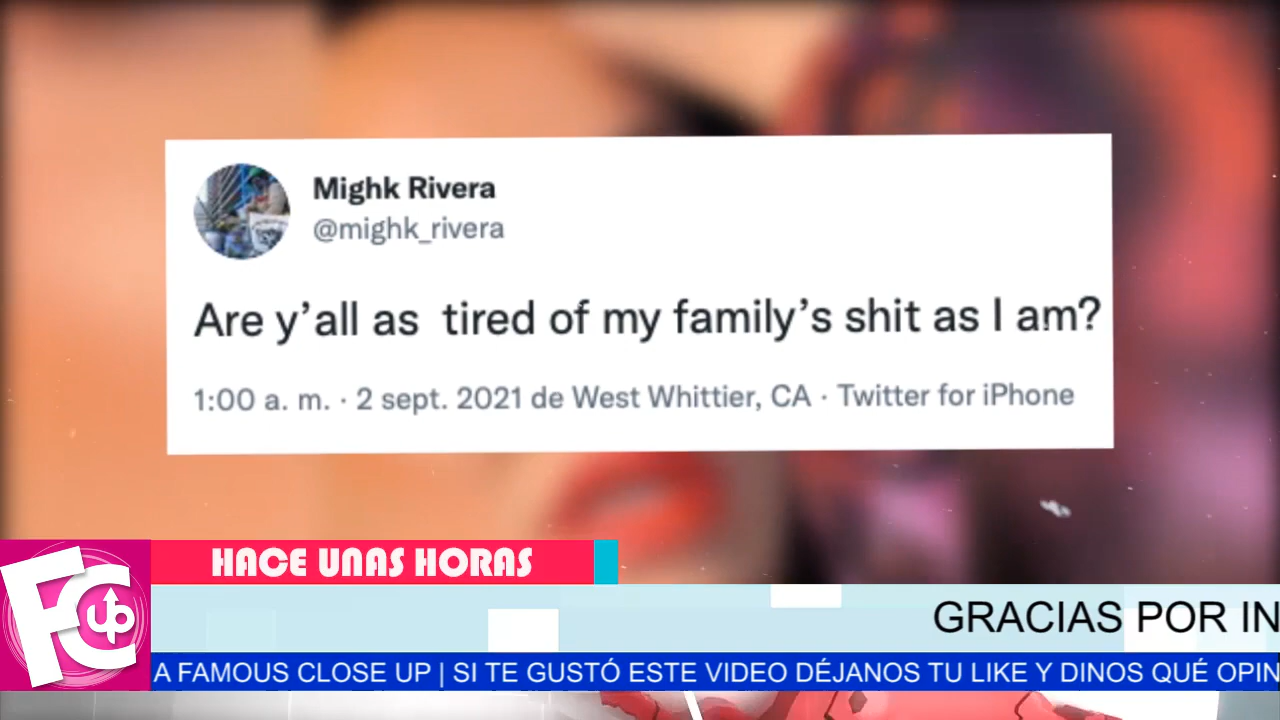 Mighk Rivera
@mighk_rivera
Are y’all as  tired of my family’s shit as I am?
1:00 a. m. · 2 sept. 2021 de West Whittier, CA · Twitter for iPhone
HACE UNAS HORAS
FC up
GRACIAS POR IN
A FAMOUS CLOSE UP | SI TE GUSTÓ ESTE VIDEO DÉJANOS TU LIKE Y DINOS QUÉ OPIN